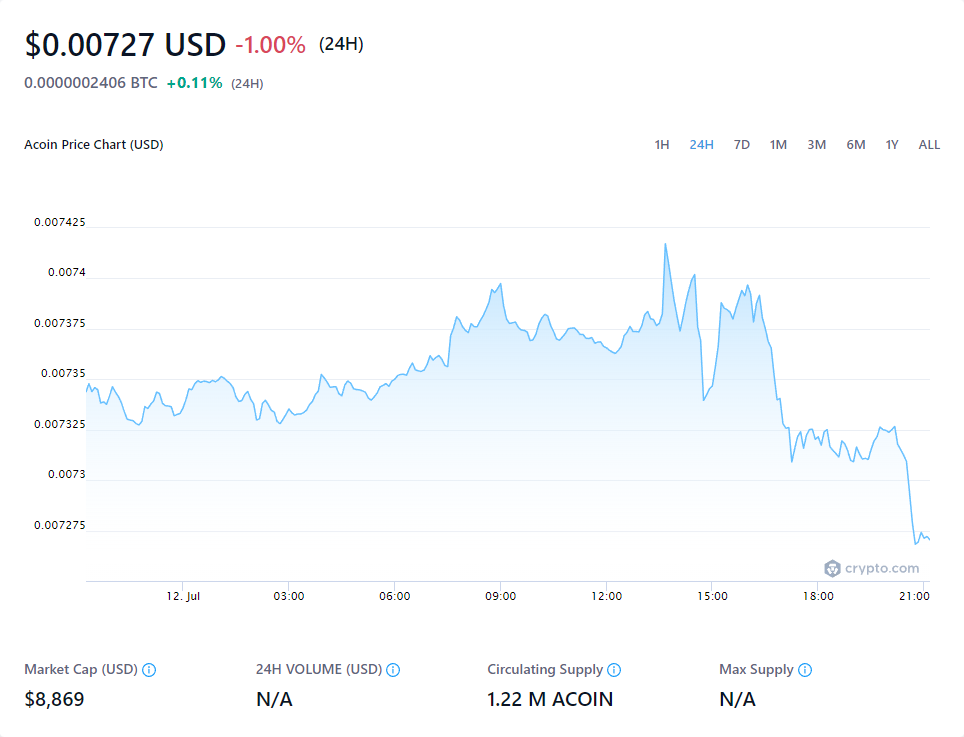 $0.00727 USD -1.00% (24H)
0.0000002406 BTC +0.11% (24H)
Acoin Price Chart (USD) 1H 24H 7D 1M 3M 6M 1Y ALL
0.007425
0.0074
0.007375
0.00735
0.007325
0.0073
0.007275
crypto.com
12. Jul 03:00 06:00 09:00 12:00 15:00 18:00 21:00
Market Cap (USD) 24H VOLUME (USD) Circulating Supply Max Supply
$8,869 N/A 1.22 M ACOIN N/A